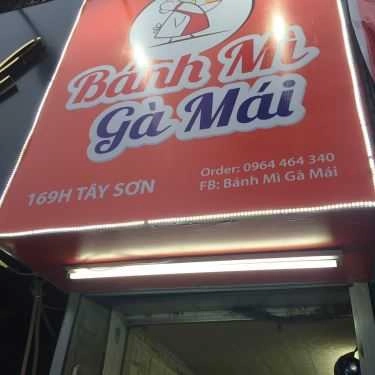 Bánh Mì
Gà Mái
169H TÂY SƠN
Order: 0964 464 340
FB: Bánh Mì Gà Mái